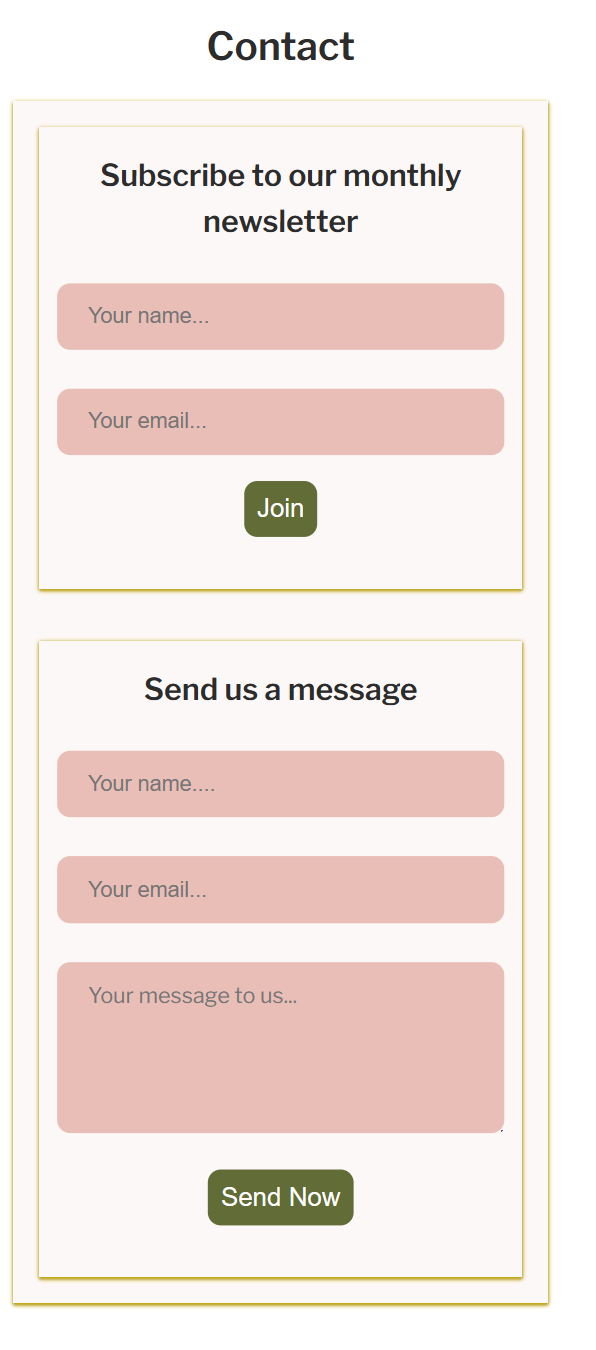 Contact
Subscribe to our monthly
newsletter
Your name...
Your email...
Join
Send us a message
Your name....
Your email...
Your message to us...
Send Now